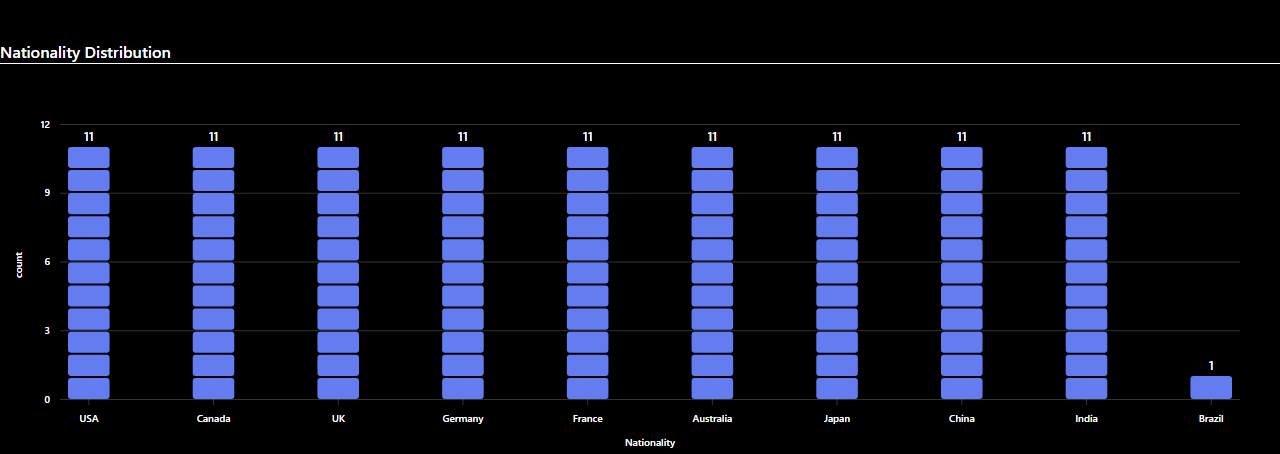 Nationality Distribution
12
11 11 11 11 11 11 11 11 11
9
6
count
3
1
0
USA Canada UK Germany France Australia Japan China India Brazil
Nationality